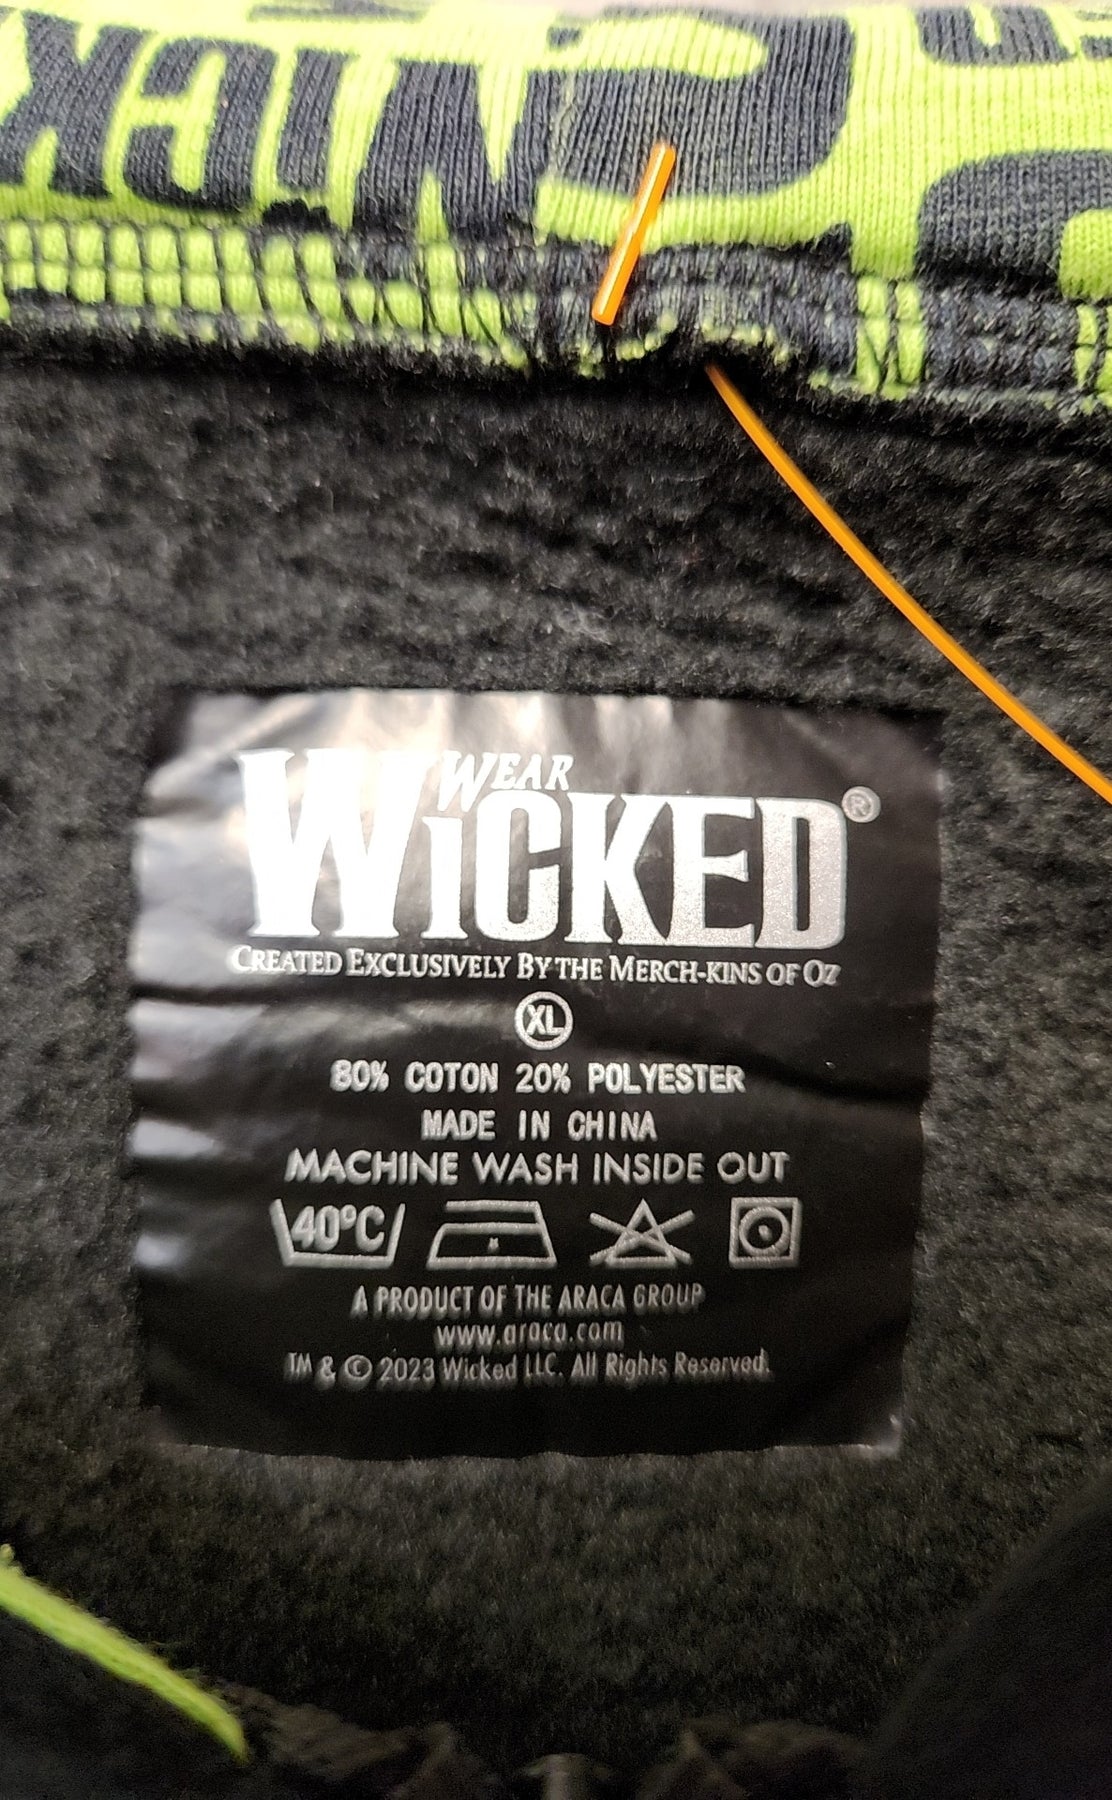 WEAR
WiCKED®
CREATED EXCLUSIVELY BY THE MERCH-KINS OF OZ
XL
80% COTON 20% POLYESTER
MADE IN CHINA
MACHINE WASH INSIDE OUT
40°C
A PRODUCT OF THE ARACA GROUP
www.araca.com
TM & © 2023 Wicked LLC. All Rights Reserved.